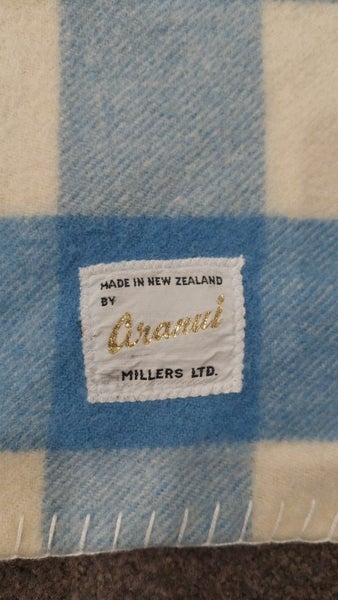 MADE IN NEW ZEALAND
BY
Aranui
MILLERS LTD.